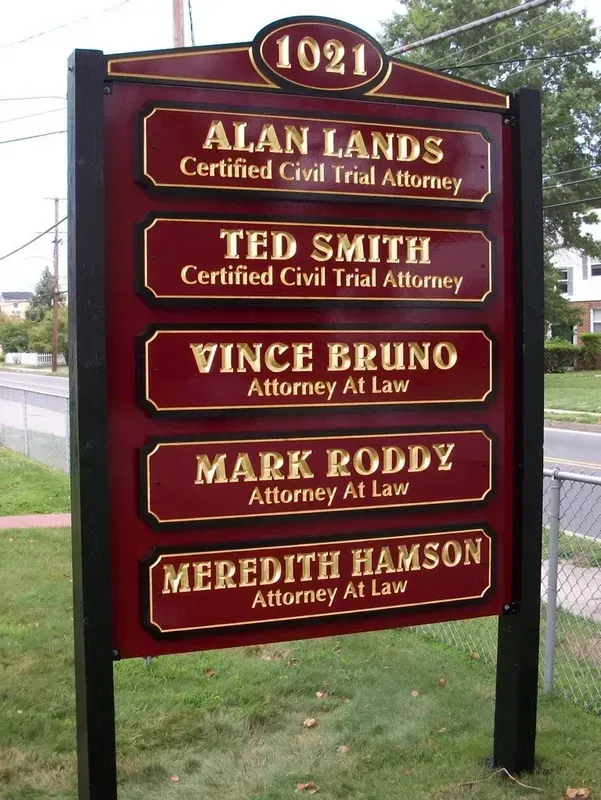 1021
ALAN LANDS
Certified Civil Trial Attorney
TED SMITH
Certified Civil Trial Attorney
VINCE BRUNO
Attorney At Law
MARK RODDY
Attorney At Law
MEREDITH HAMSON
Attorney At Law